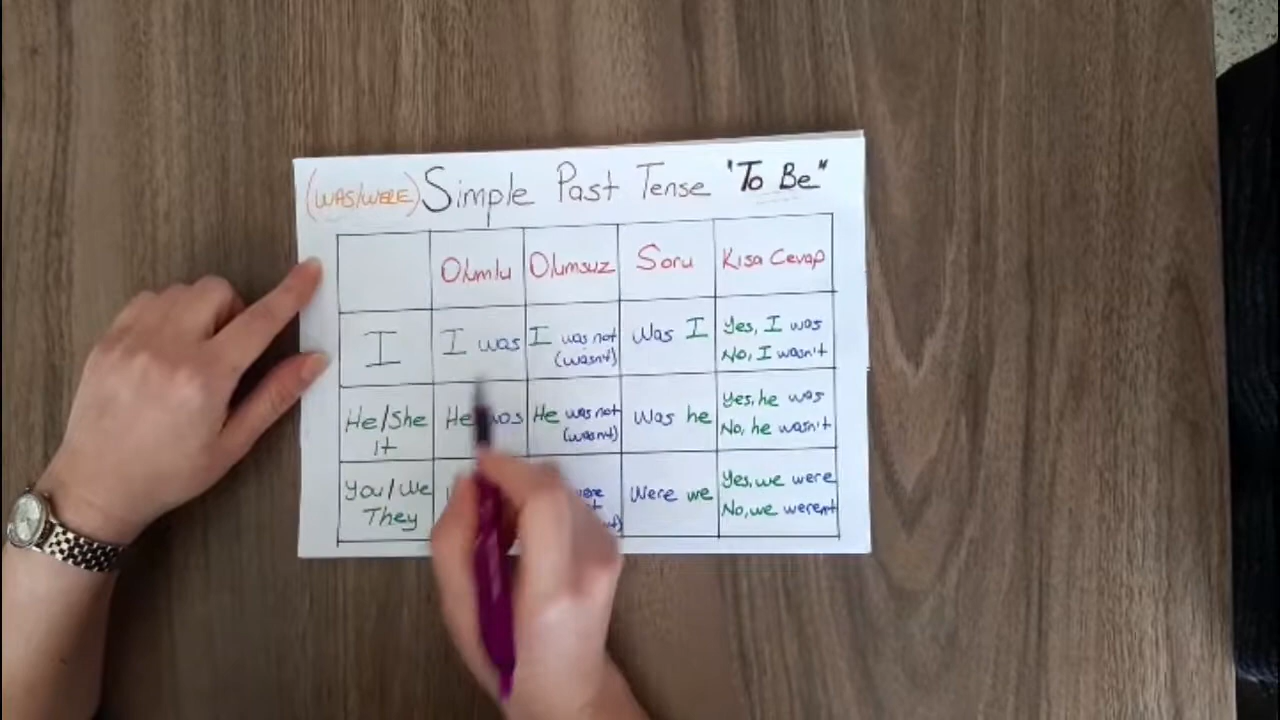 (WAS/WERE) Simple Past Tense "To Be"
Olumlu Olumsuz Soru Kısa Cevap
I I was I was not Was I Yes, I was
(wasn't) No, I wasn't
He/She He was He was not Was he Yes, he was
It (wasn't) No, he wasn't
You/We were Were we Yes, we were
They No, we weren't